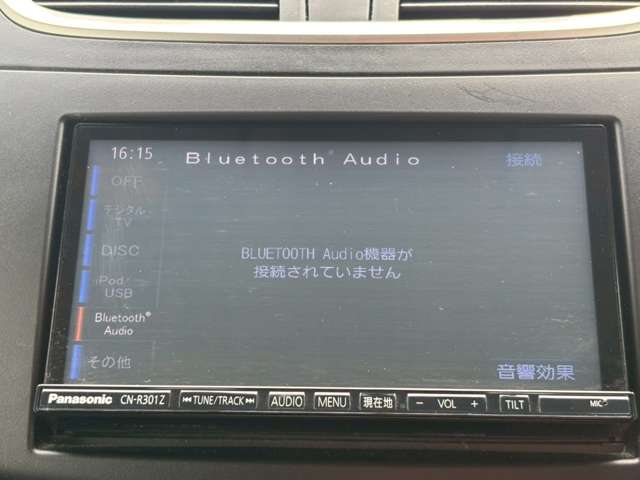 16:15
Bluetooth® Audio
接続
OFF
デジタル
TV
DISC
iPod/
USB
Bluetooth®
Audio
その他
BLUETOOTH Audio機器が
接続されていません
音響効果
Panasonic CN-R301Z TUNE/TRACK AUDIO MENU 現在地 − VOL + TILT MIC